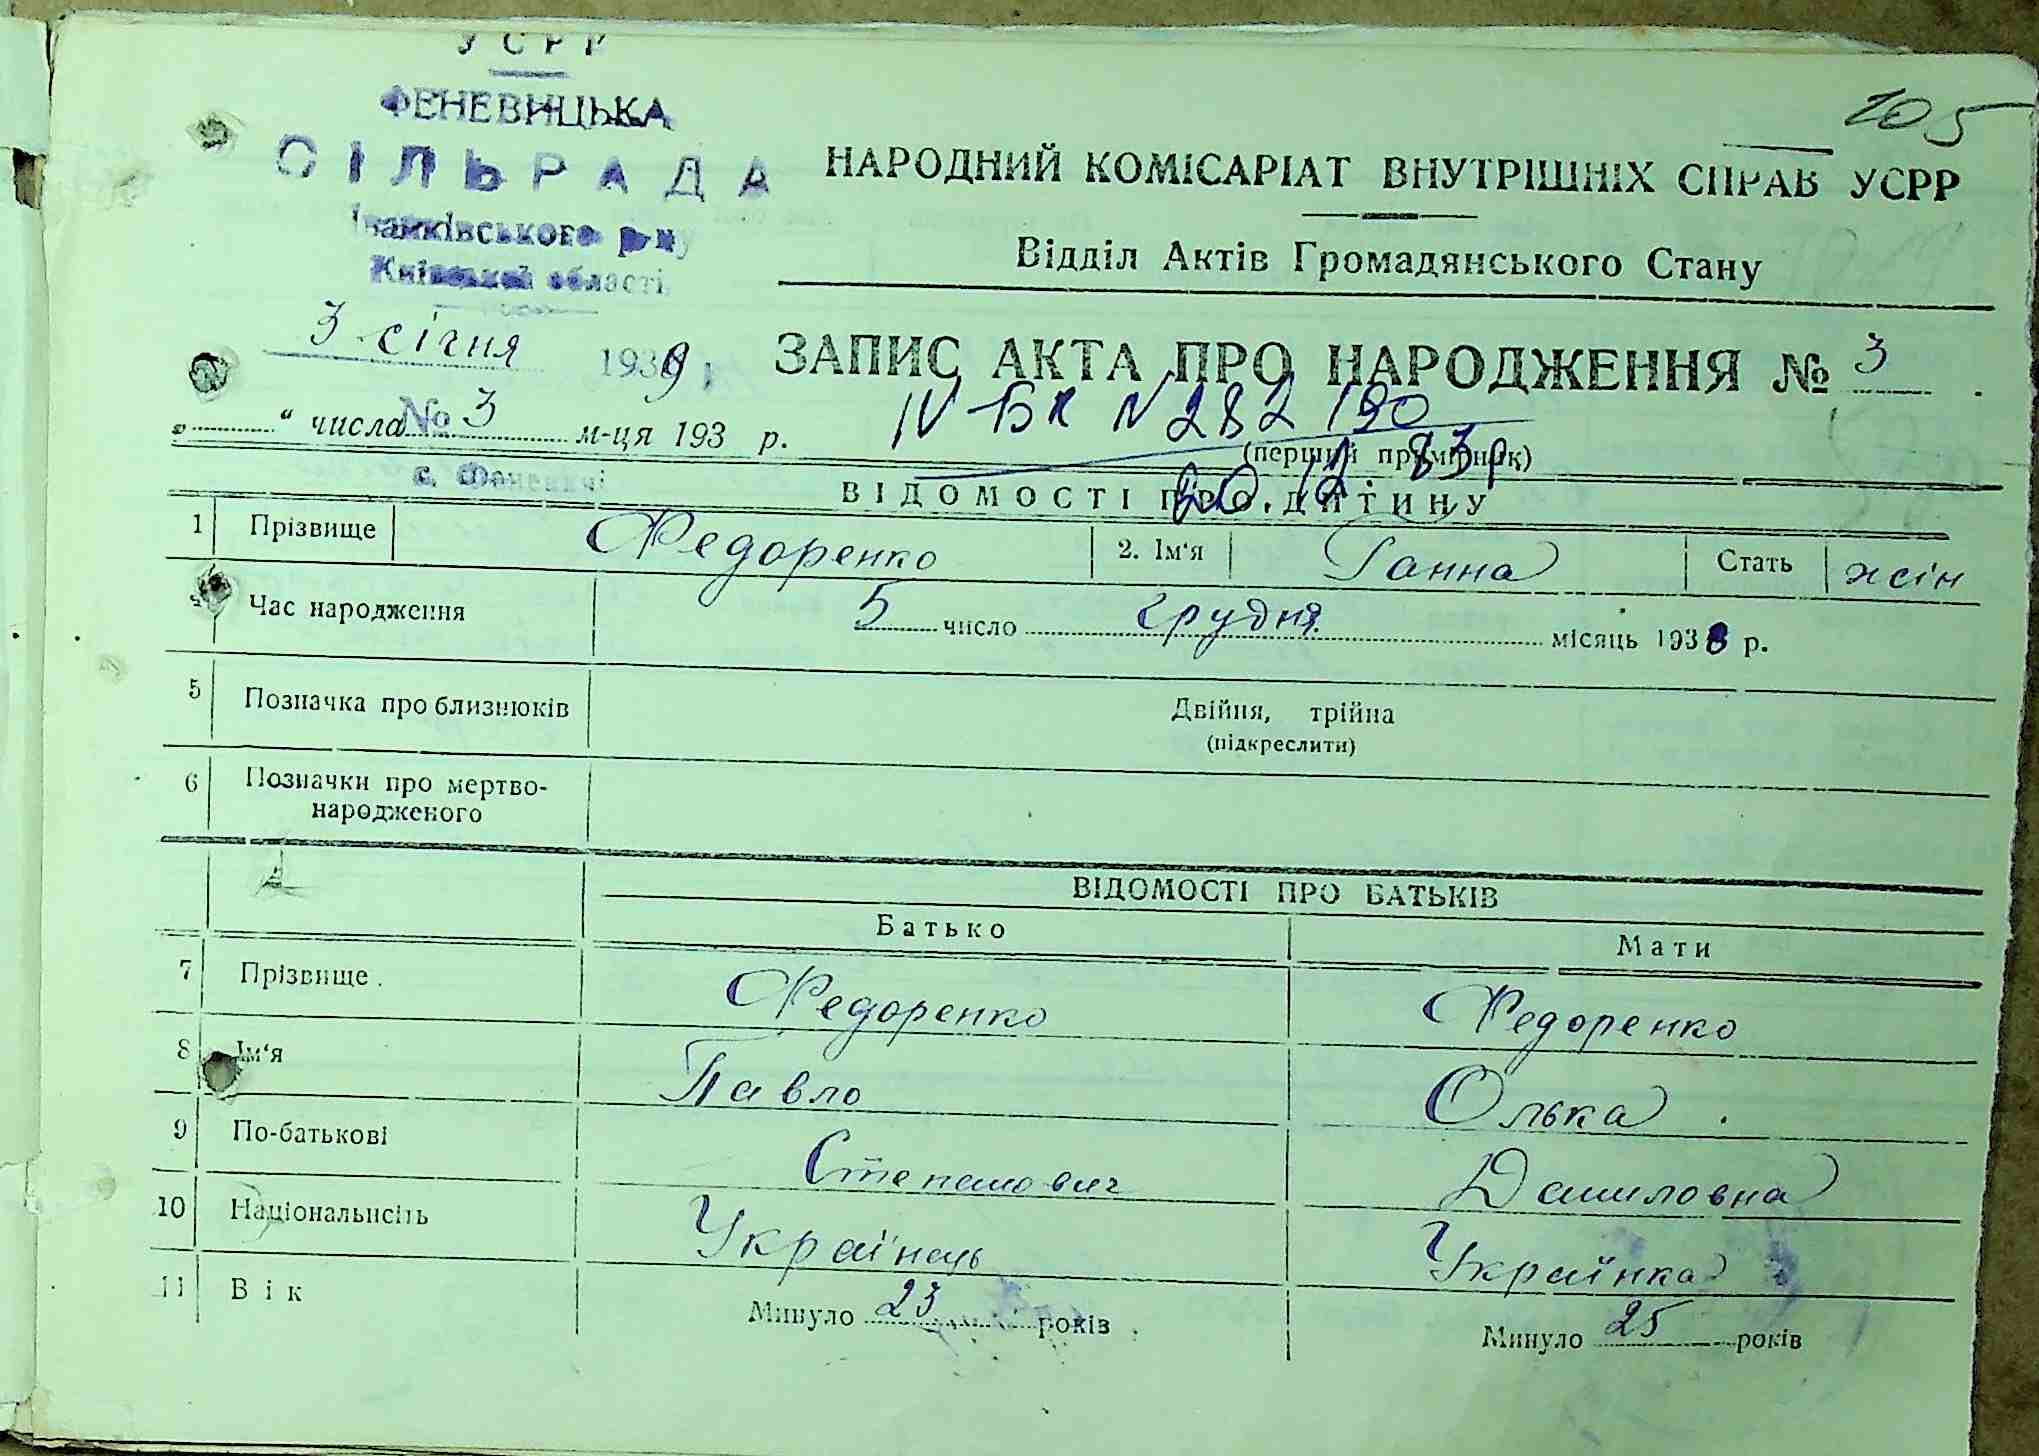 УСРР
ФЕНЕВИЦЬКА
СІЛЬРАДА
Іванківського р-ну
Київської області
105
НАРОДНИЙ КОМІСАРІАТ ВНУТРІШНІХ СПРАВ УСРР
Відділ Актів Громадянського Стану
3 січня 1939
ЗАПИС АКТА ПРО НАРОДЖЕННЯ № 3
„ “ числа № 3 м-ця 193 р.
IV-БК N 282190
(перший примірник)
20.12.83р
с. Феневичі
ВІДОМОСТІ ПРО ДИТИНУ
1 Прізвище Федоренко 2. Ім‘я Ганна Стать жін
Час народження 5 число грудня місяць 1938 р.
5 Позначка про близнюків Двійня, трійна
(підкреслити)
6 Позначки про мертво-
народженого
ВІДОМОСТІ ПРО БАТЬКІВ
Батько Мати
7 Прізвище Федоренко Федоренко
8 Ім‘я Павло Олька
9 По-батькові Степанович Даниловна
10 Національність Українець Українка
11 Вік Минуло 23 років Минуло 25 років